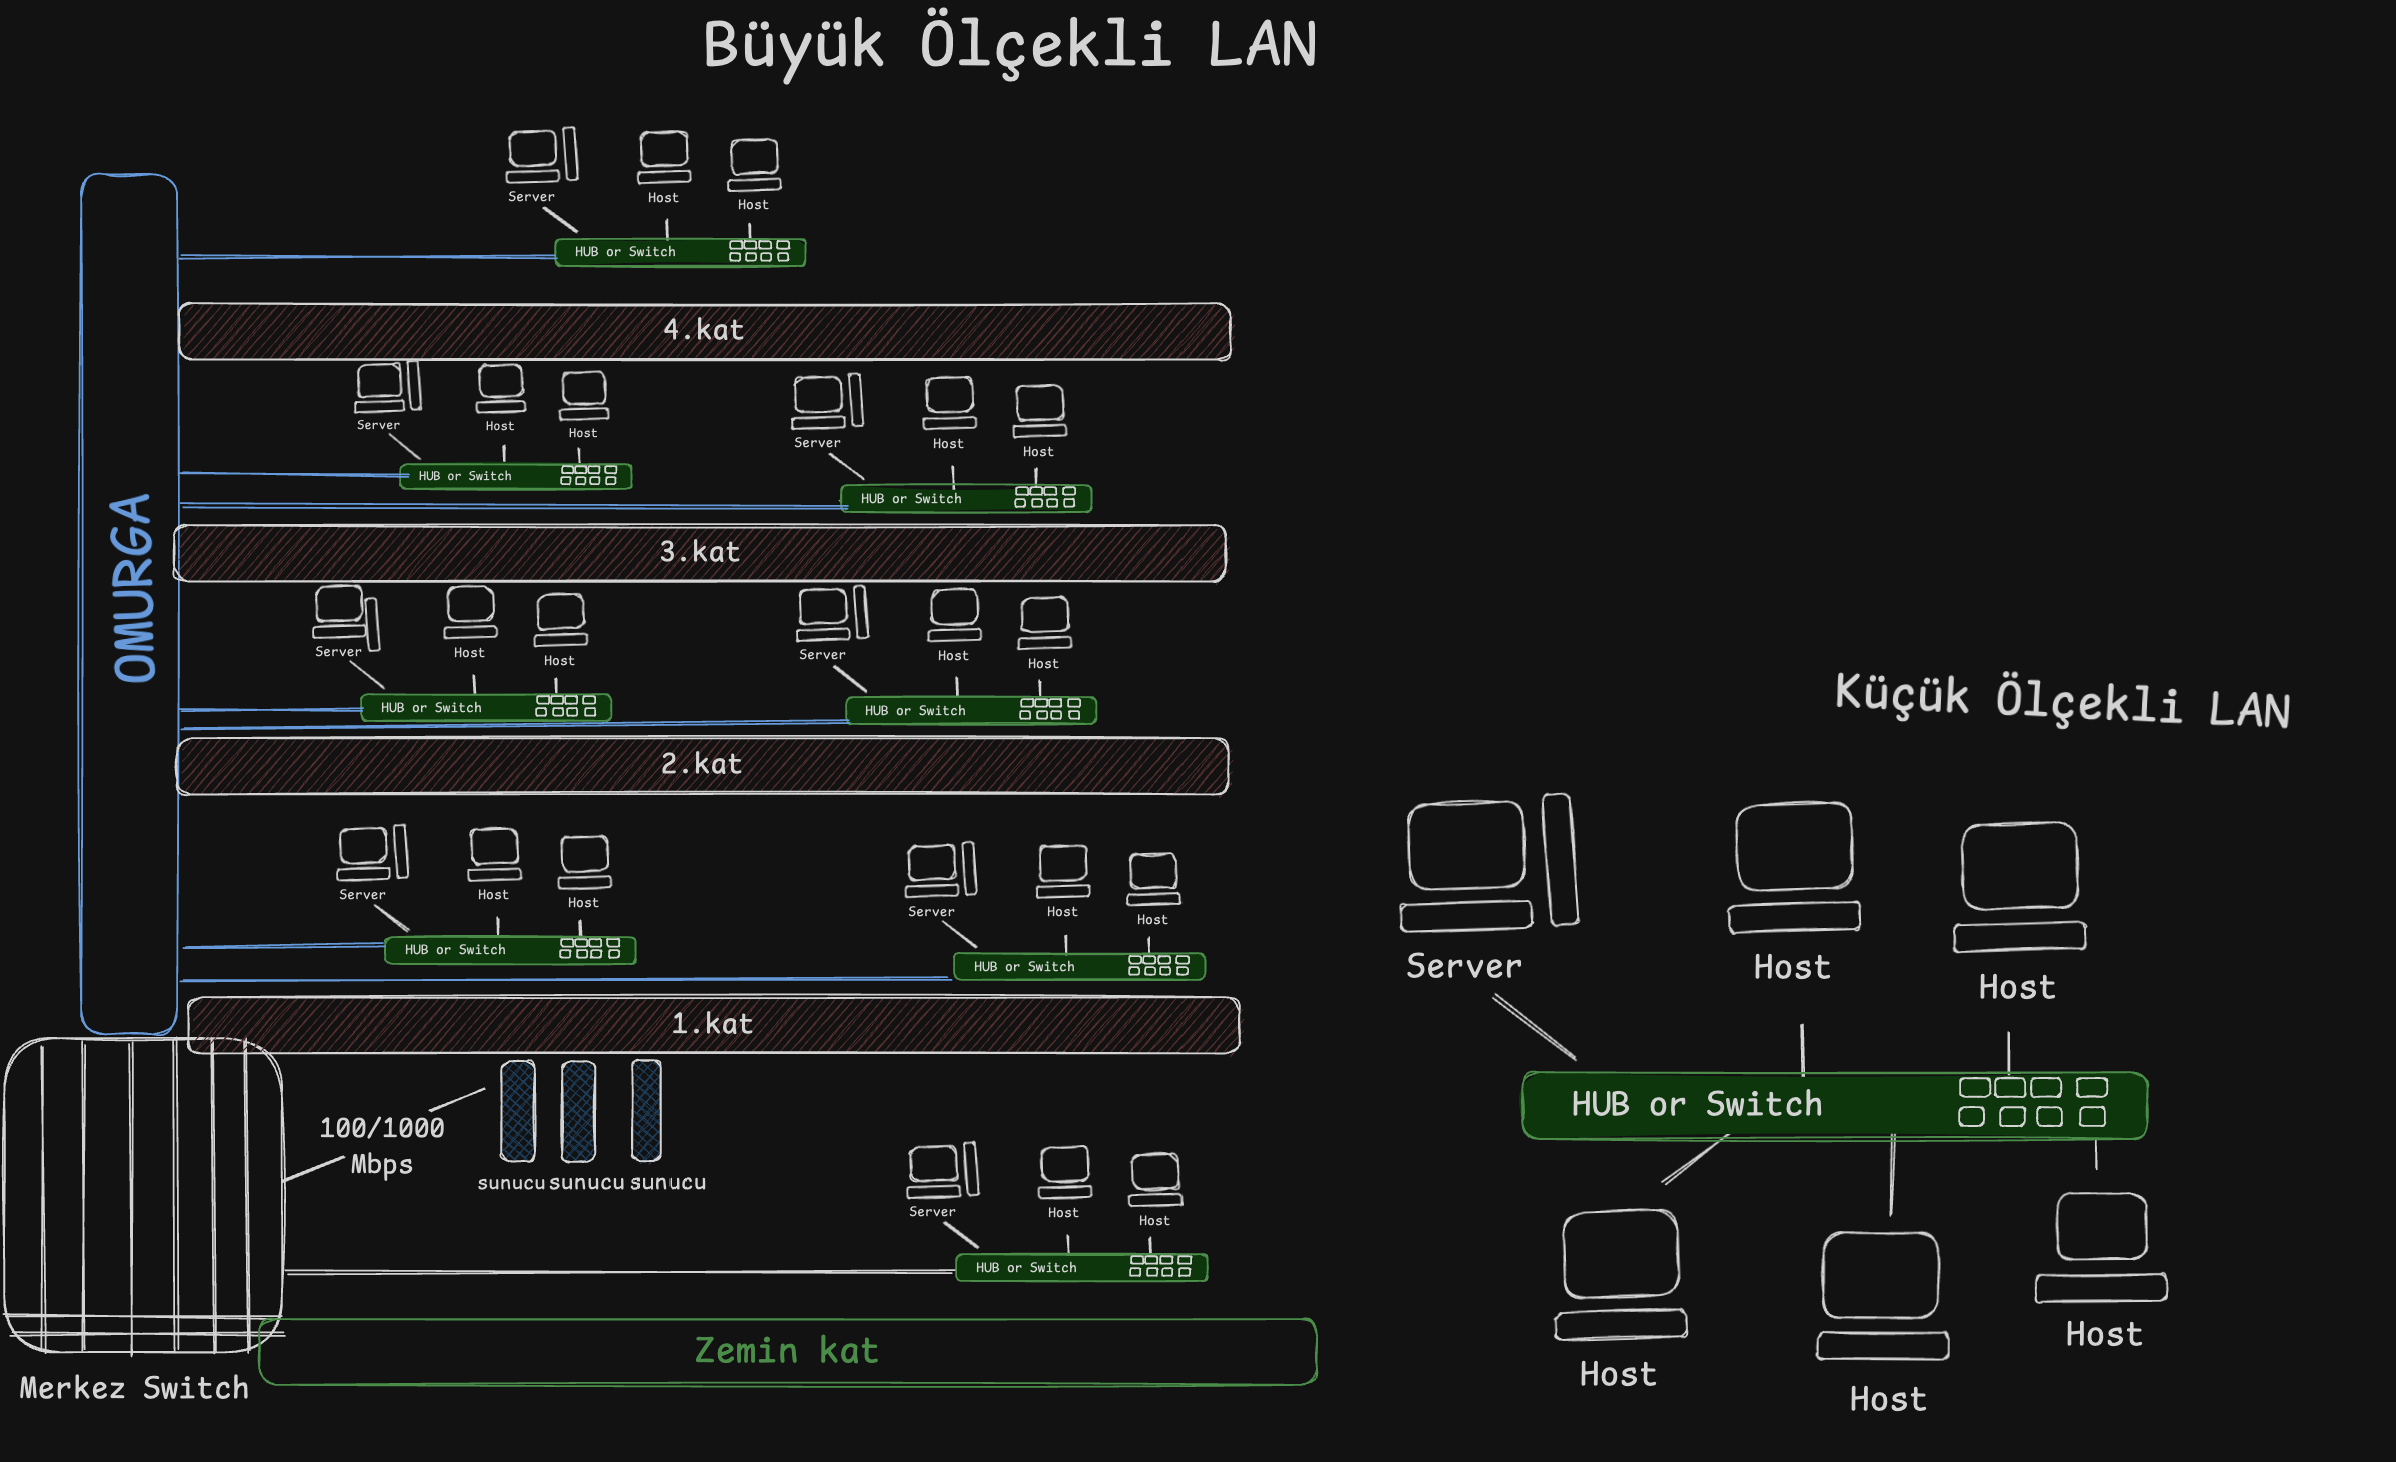 Büyük Ölçekli LAN
Server
Host
Host
HUB or Switch
4.kat
Server
Host
Host
HUB or Switch
Server
Host
Host
HUB or Switch
3.kat
Server
Host
Host
HUB or Switch
Server
Host
Host
HUB or Switch
2.kat
Server
Host
Host
HUB or Switch
Server
Host
Host
HUB or Switch
1.kat
OMURGA
100/1000
Mbps
sunucu
sunucu
sunucu
Server
Host
Host
HUB or Switch
Zemin kat
Merkez Switch
Küçük Ölçekli LAN
Server
Host
Host
HUB or Switch
Host
Host
Host